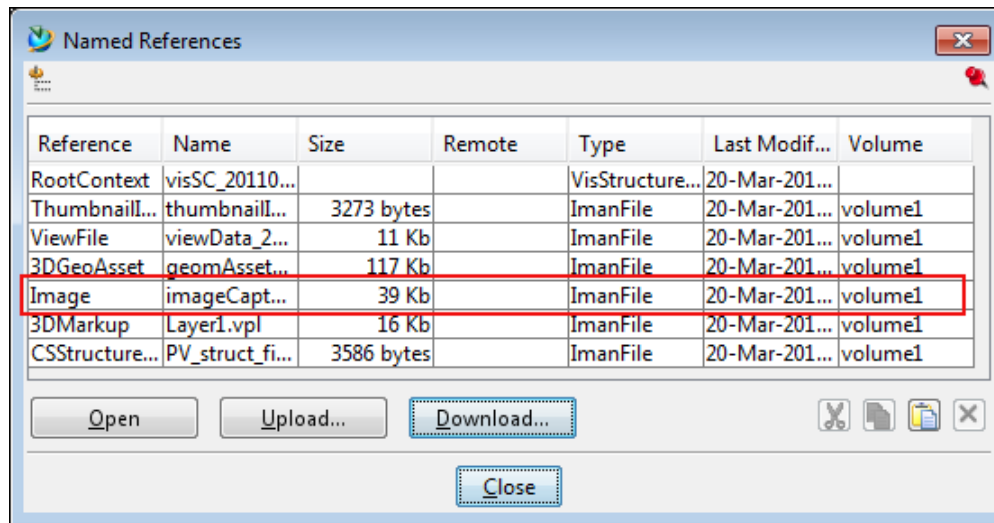 Named References
Reference Name Size Remote Type Last Modif... Volume
RootContext visSC_20110... VisStructure... 20-Mar-201...
ThumbnailI... thumbnailI... 3273 bytes ImanFile 20-Mar-201... volume1
ViewFile viewData_2... 11 Kb ImanFile 20-Mar-201... volume1
3DGeoAsset geomAsset... 117 Kb ImanFile 20-Mar-201... volume1
Image imageCapt... 39 Kb ImanFile 20-Mar-201... volume1
3DMarkup Layer1.vpl 16 Kb ImanFile 20-Mar-201... volume1
CSStructure... PV_struct_fi... 3586 bytes ImanFile 20-Mar-201... volume1
Open Upload... Download...
Close